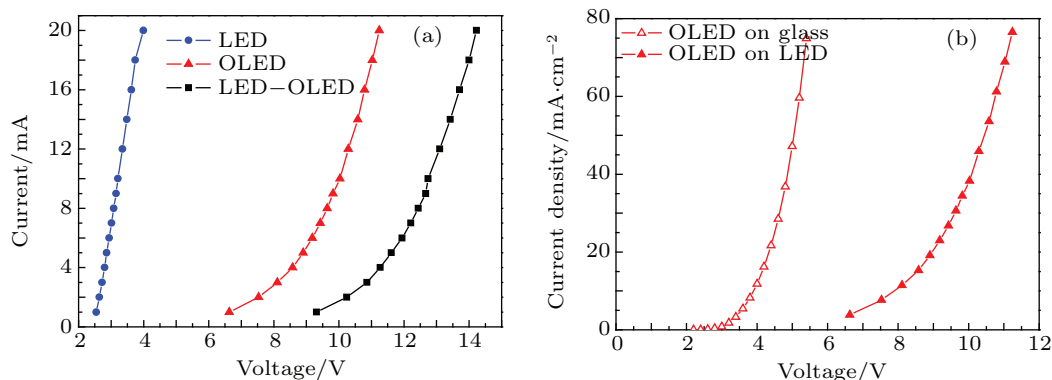 20
16
12
8
4
0
2
4
6
8
10
12
14
Current/mA
Voltage/V
(a)
LED
OLED
LED−OLED
80
60
40
20
0
0
2
4
6
8
10
12
Current density/mA·cm−2
Voltage/V
(b)
OLED on glass
OLED on LED